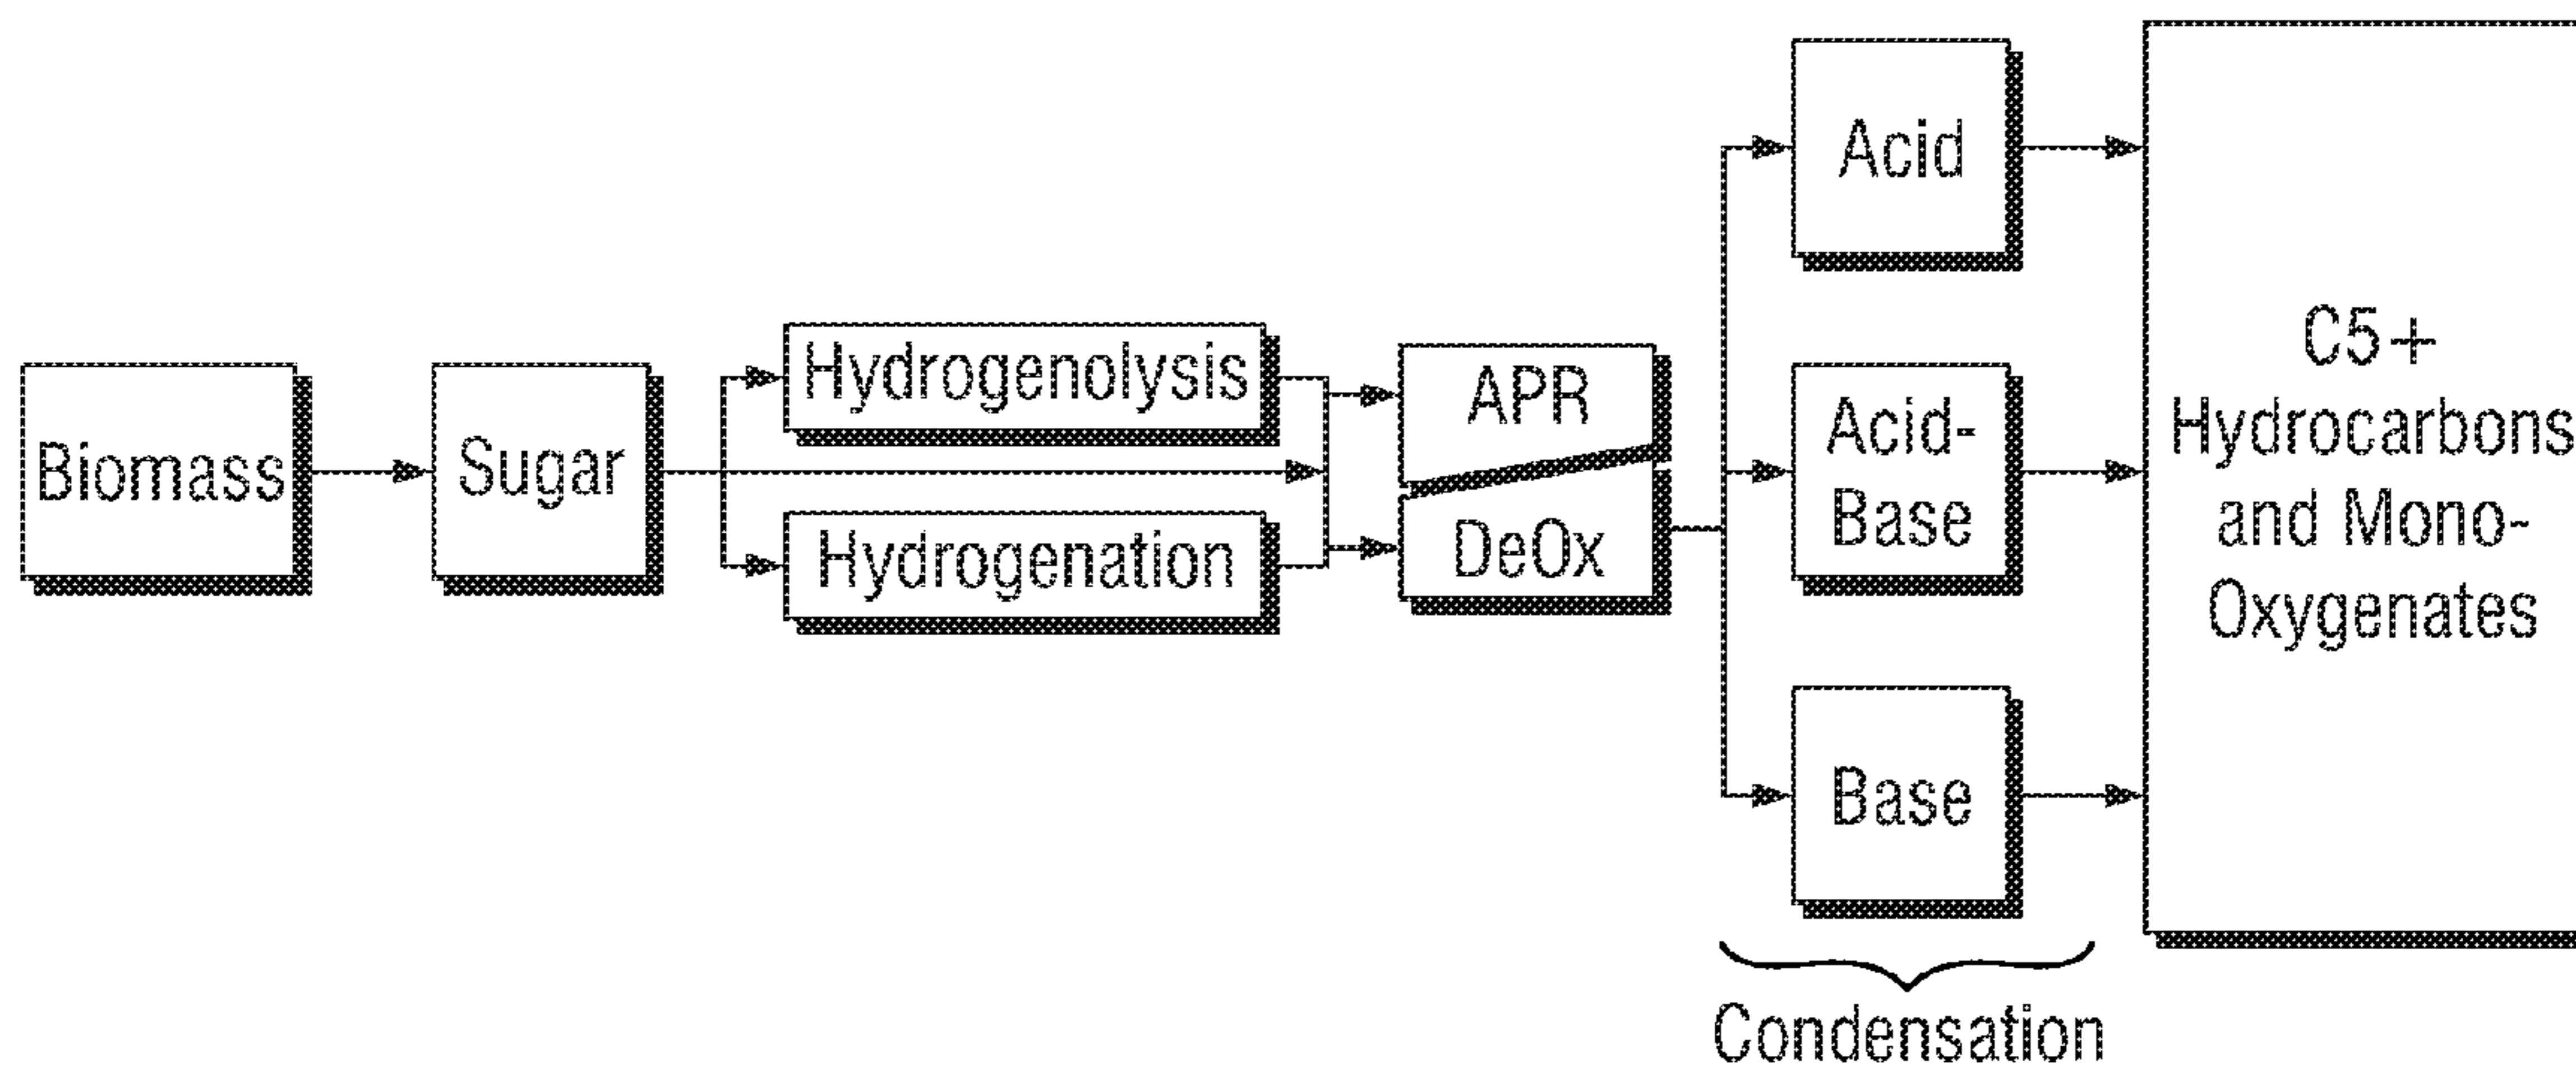 Biomass
Sugar
Hydrogenolysis
Hydrogenation
APR
DeOx
Acid
Acid-
Base
Base
Condensation
C5+
Hydrocarbons
and Mono-
Oxygenates